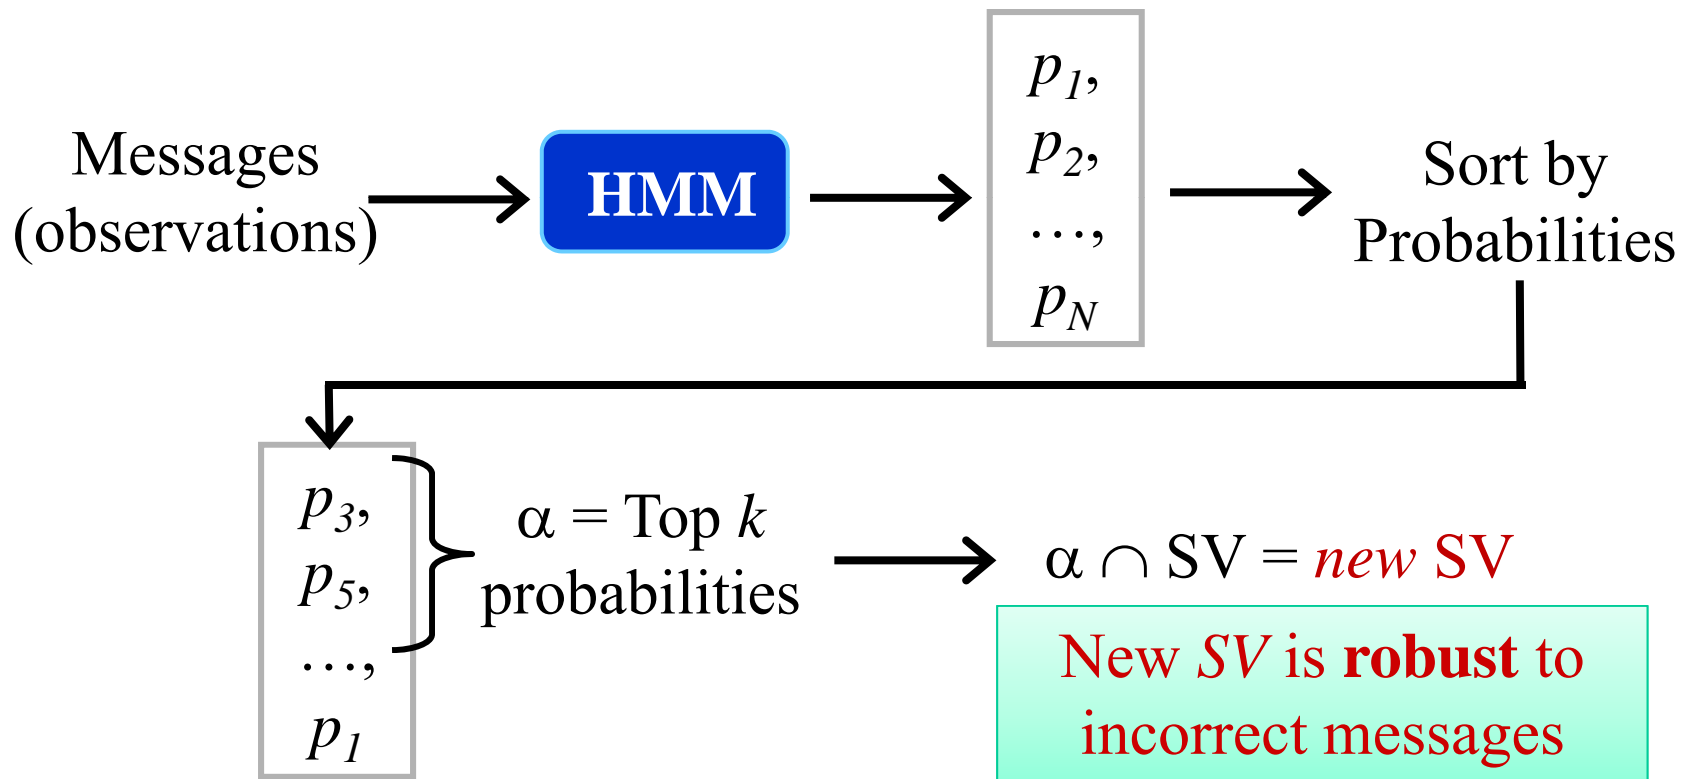 Messages
(observations)
HMM
p1,
p2,
…,
pN
Sort by
Probabilities
p3,
p5,
…,
p1
α = Top k
probabilities
α ∩ SV = new SV
New SV is robust to
incorrect messages